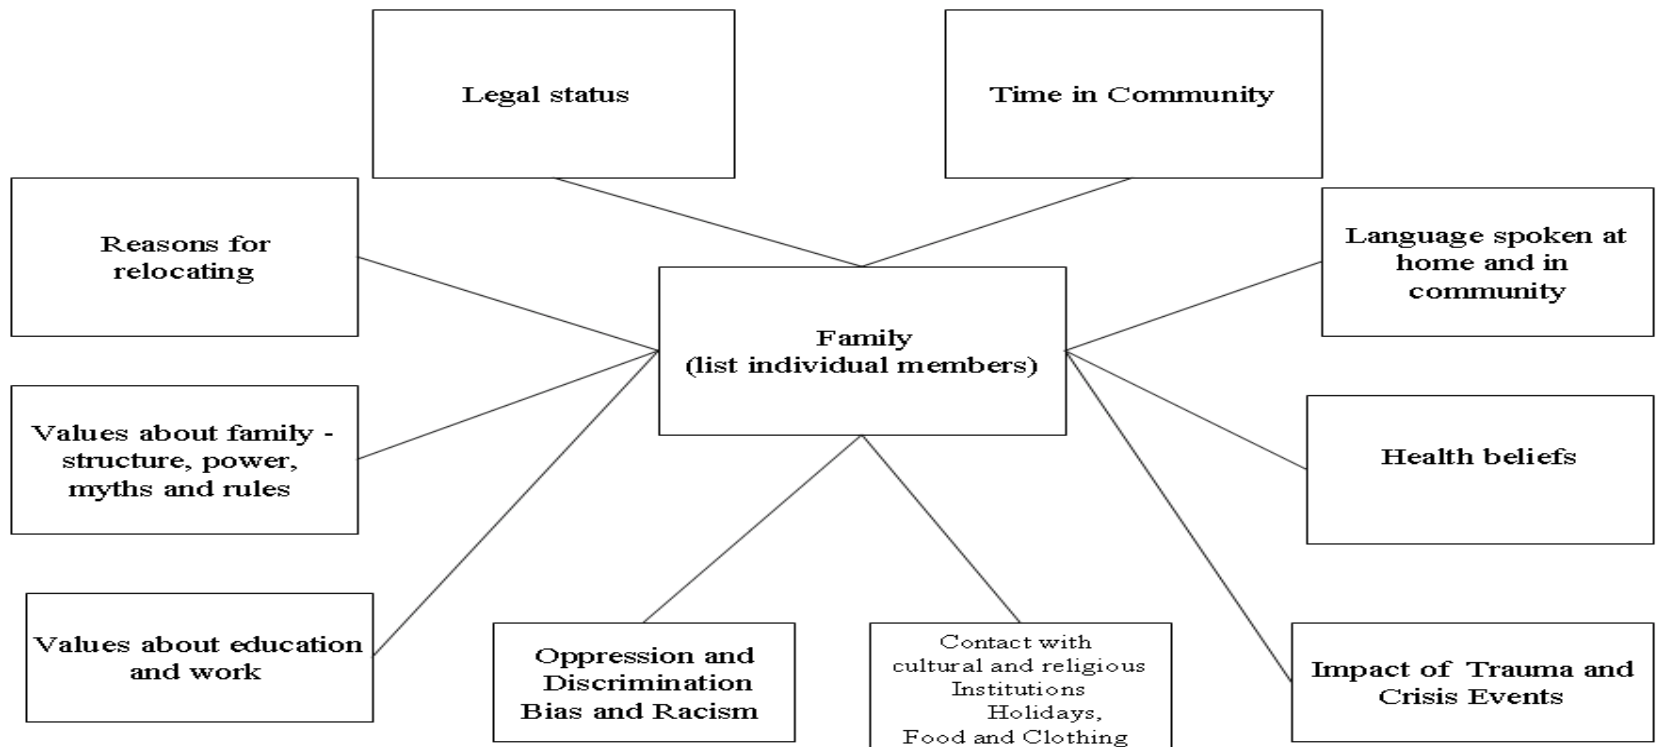 Legal status
Time in Community
Reasons for
relocating
Language spoken at
home and in
community
Family
(list individual members)
Values about family -
structure, power,
myths and rules
Health beliefs
Values about education
and work
Oppression and
Discrimination
Bias and Racism
Contact with
cultural and religious
Institutions
Holidays,
Food and Clothing
Impact of Trauma and
Crisis Events